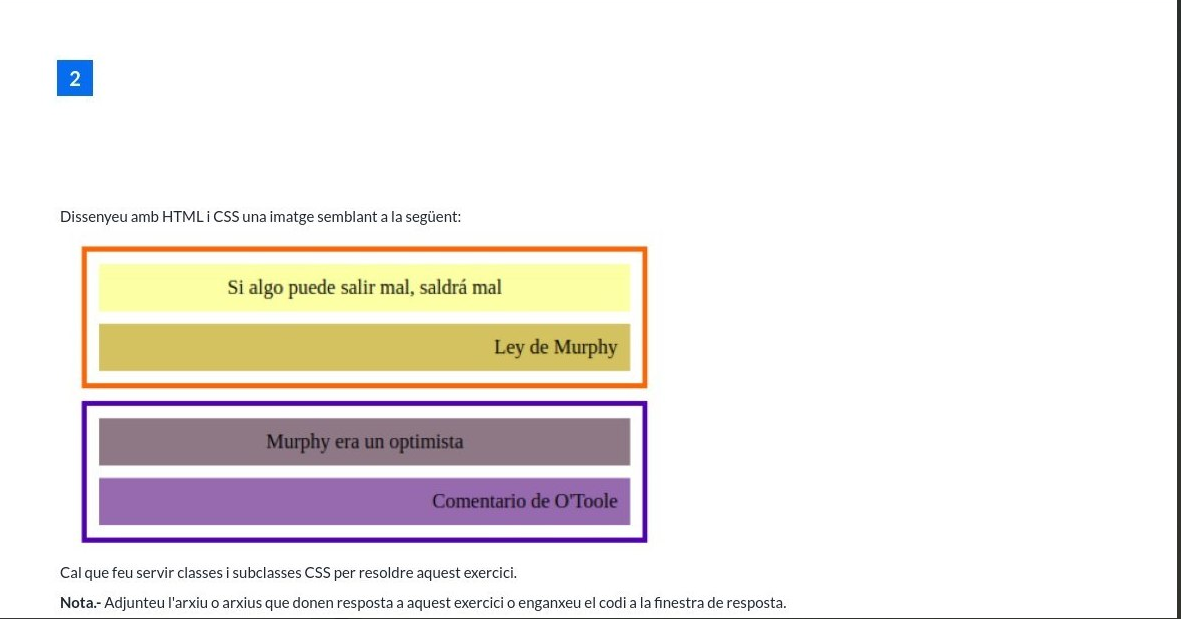 2
Dissenyeu amb HTML i CSS una imatge semblant a la següent:
Si algo puede salir mal, saldrá mal
Ley de Murphy
Murphy era un optimista
Comentario de O'Toole
Cal que feu servir classes i subclasses CSS per resoldre aquest exercici.
Nota.- Adjunteu l'arxiu o arxius que donen resposta a aquest exercici o enganxeu el codi a la finestra de resposta.